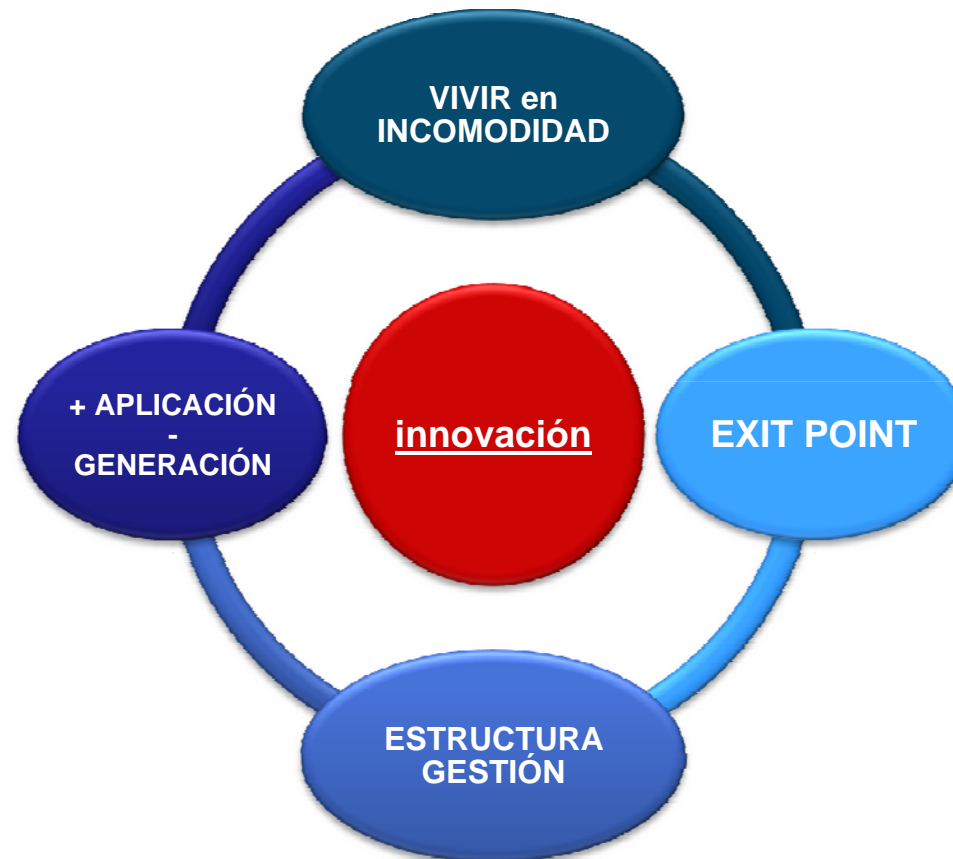 VIVIR en
INCOMODIDAD
+ APLICACIÓN
-
GENERACIÓN
innovación
EXIT POINT
ESTRUCTURA
GESTIÓN